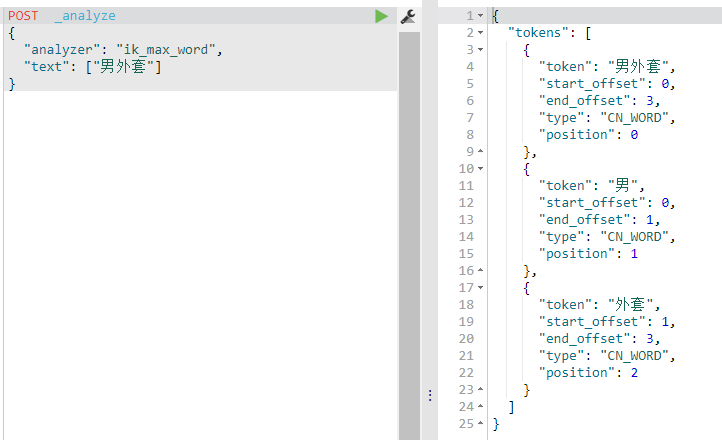 POST _analyze
{
"analyzer": "ik_max_word",
"text": ["男外套"]
}
1 {
2 "tokens": [
3 {
4 "token": "男外套",
5 "start_offset": 0,
6 "end_offset": 3,
7 "type": "CN_WORD",
8 "position": 0
9 },
10 {
11 "token": "男",
12 "start_offset": 0,
13 "end_offset": 1,
14 "type": "CN_WORD",
15 "position": 1
16 },
17 {
18 "token": "外套",
19 "start_offset": 1,
20 "end_offset": 3,
21 "type": "CN_WORD",
22 "position": 2
23 }
24 ]
25 }